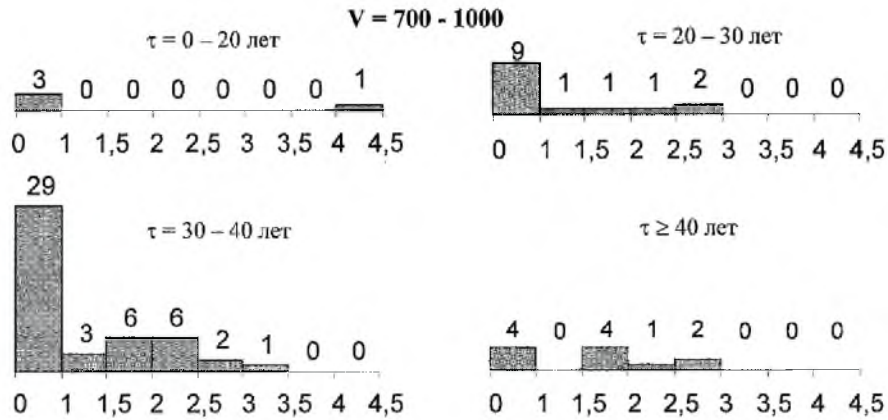 V = 700 - 1000
τ = 0 – 20 лет
3 0 0 0 0 0 0 1
0 1 1,5 2 2,5 3 3,5 4 4,5
τ = 20 – 30 лет
9 1 1 1 2 0 0 0
0 1 1,5 2 2,5 3 3,5 4 4,5
τ = 30 – 40 лет
29 3 6 6 2 1 0 0
0 1 1,5 2 2,5 3 3,5 4 4,5
τ ≥ 40 лет
4 0 4 1 2 0 0 0
0 1 1,5 2 2,5 3 3,5 4 4,5